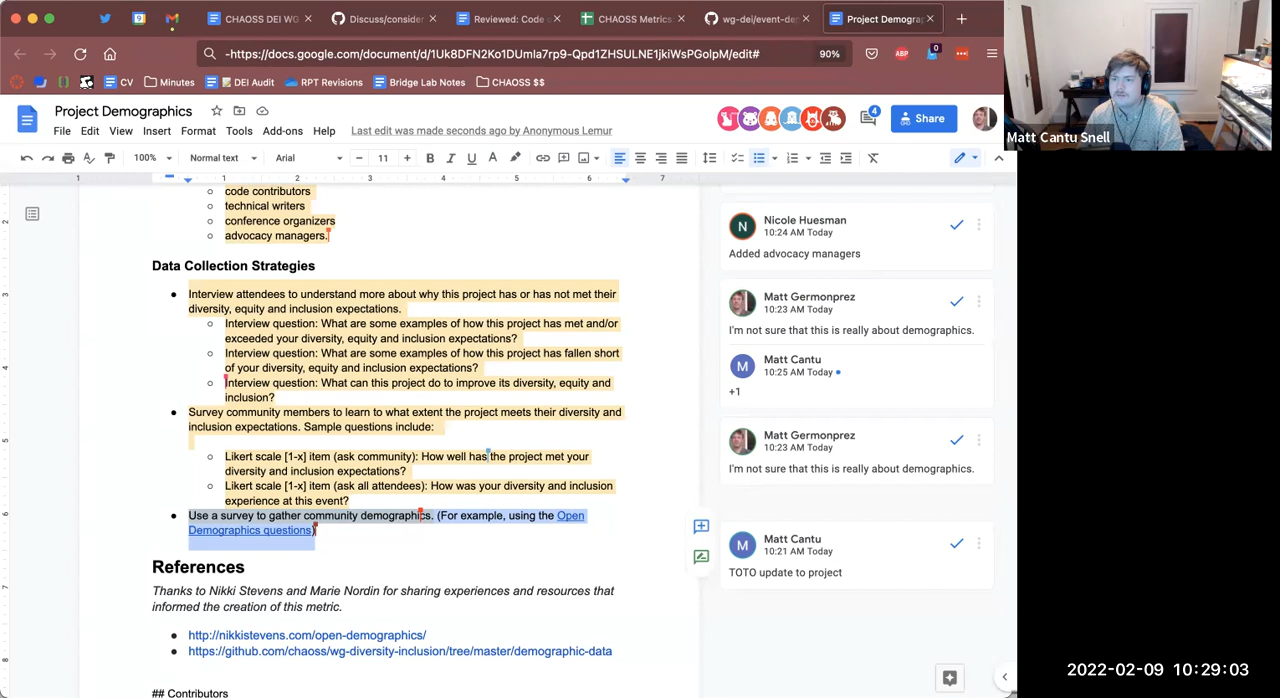 CHAOSS DEI WG
Discuss/consider
Reviewed: Code o
CHAOSS Metrics
wg-dei/event-de
Project Demogra
-https://docs.google.com/document/d/1Uk8DFN2Ko1DUmla7rp9-Qpd1ZHSULNE1jkiWsPGolpM/edit#
90%
ABP
0
CV
Minutes
DEI Audit
RPT Revisions
Bridge Lab Notes
CHAOSS $$
Project Demographics
File Edit View Insert Format Tools Add-ons Help
Last edit was made seconds ago by Anonymous Lemur
4
Share
100%
Normal text
Arial
11
Matt Cantu Snell
1 1 2 3 4 5 6 7
code contributors
technical writers
conference organizers
advocacy managers.
Data Collection Strategies
Interview attendees to understand more about why this project has or has not met their
diversity, equity and inclusion expectations.
Interview question: What are some examples of how this project has met and/or
exceeded your diversity, equity and inclusion expectations?
Interview question: What are some examples of how this project has fallen short
of your diversity, equity and inclusion expectations?
Interview question: What can this project do to improve its diversity, equity and
inclusion?
Survey community members to learn to what extent the project meets their diversity and
inclusion expectations. Sample questions include:
Likert scale [1-x] item (ask community): How well has the project met your
diversity and inclusion expectations?
Likert scale [1-x] item (ask all attendees): How was your diversity and inclusion
experience at this event?
Use a survey to gather community demographics. (For example, using the Open
Demographics questions)
References
Thanks to Nikki Stevens and Marie Nordin for sharing experiences and resources that
informed the creation of this metric.
http://nikkistevens.com/open-demographics/
https://github.com/chaoss/wg-diversity-inclusion/tree/master/demographic-data
## Contributors
N
Nicole Huesman
10:24 AM Today
Added advocacy managers
Matt Germonprez
10:23 AM Today
I'm not sure that this is really about demographics.
M
Matt Cantu
10:25 AM Today
+1
Matt Germonprez
10:23 AM Today
I'm not sure that this is really about demographics.
M
Matt Cantu
10:21 AM Today
TOTO update to project
2022-02-09 10:29:03